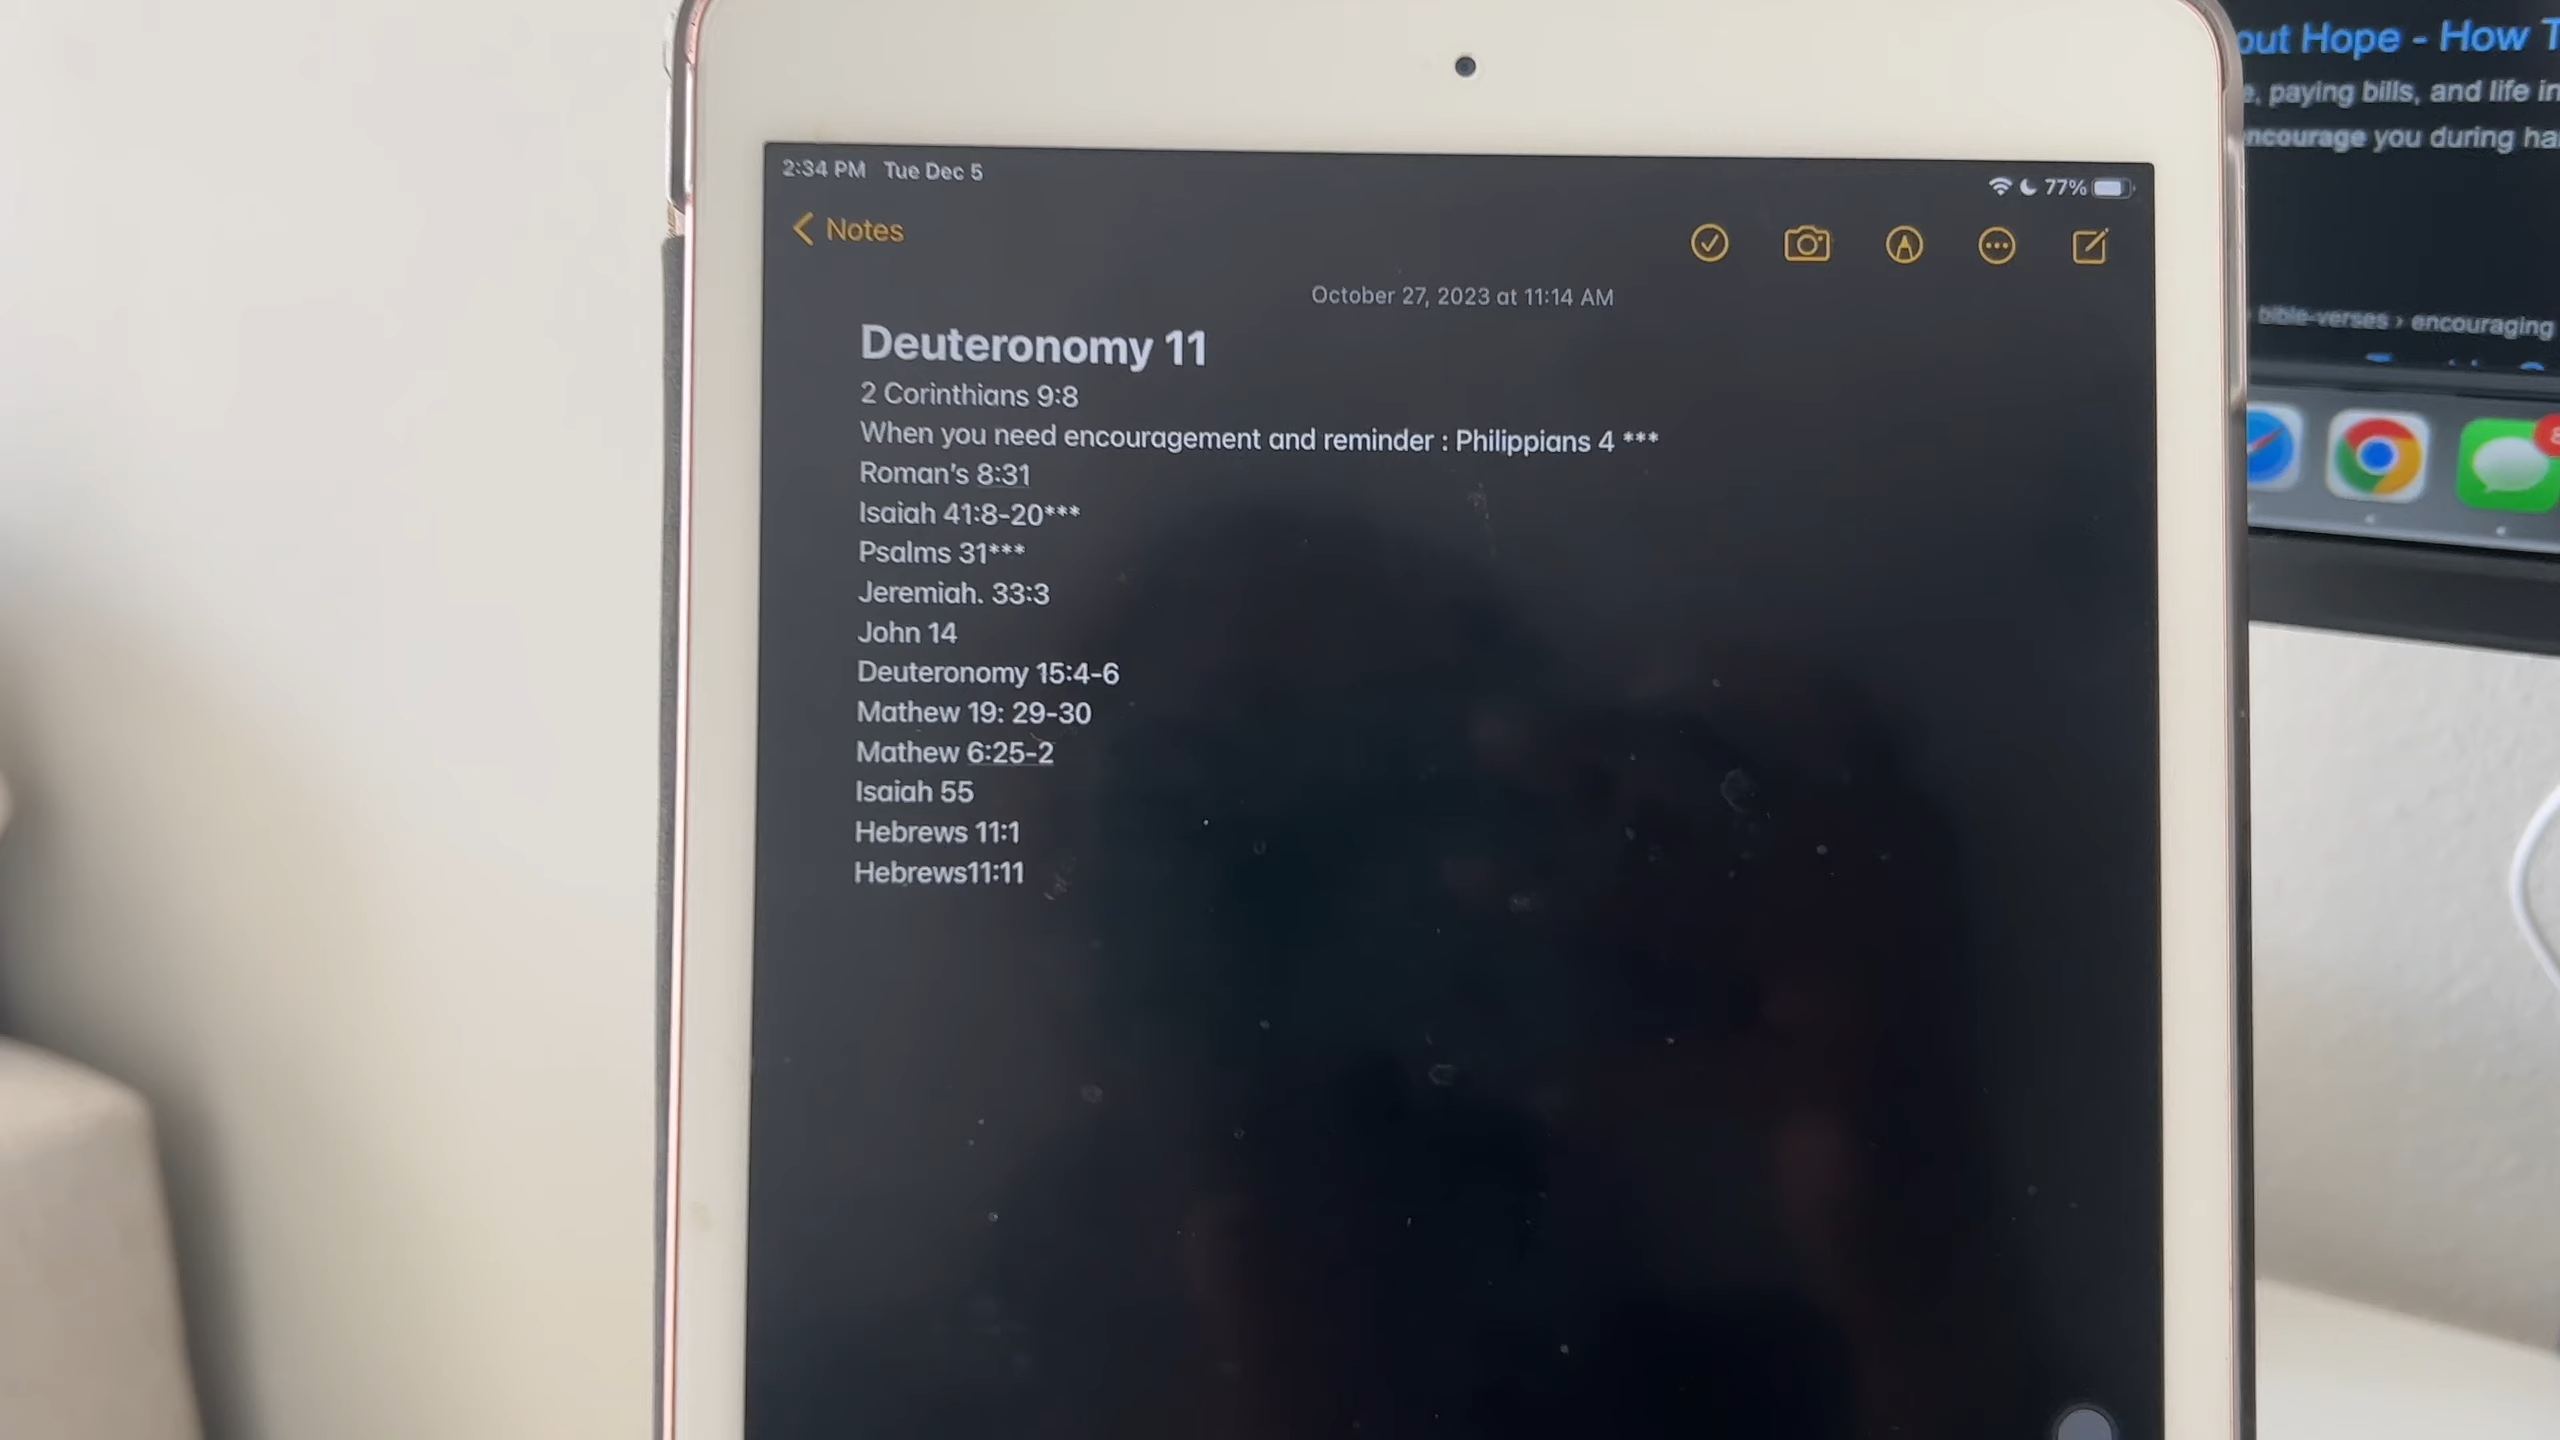 2:34 PM Tue Dec 5
77%
Notes
October 27, 2023 at 11:14 AM
Deuteronomy 11
2 Corinthians 9:8
When you need encouragement and reminder : Philippians 4 ***
Roman's 8:31
Isaiah 41:8-20***
Psalms 31***
Jeremiah. 33:3
John 14
Deuteronomy 15:4-6
Mathew 19: 29-30
Mathew 6:25-2
Isaiah 55
Hebrews 11:1
Hebrews11:11
out Hope - How T
e, paying bills, and life in
ncourage you during ha
bible-verses › encouraging